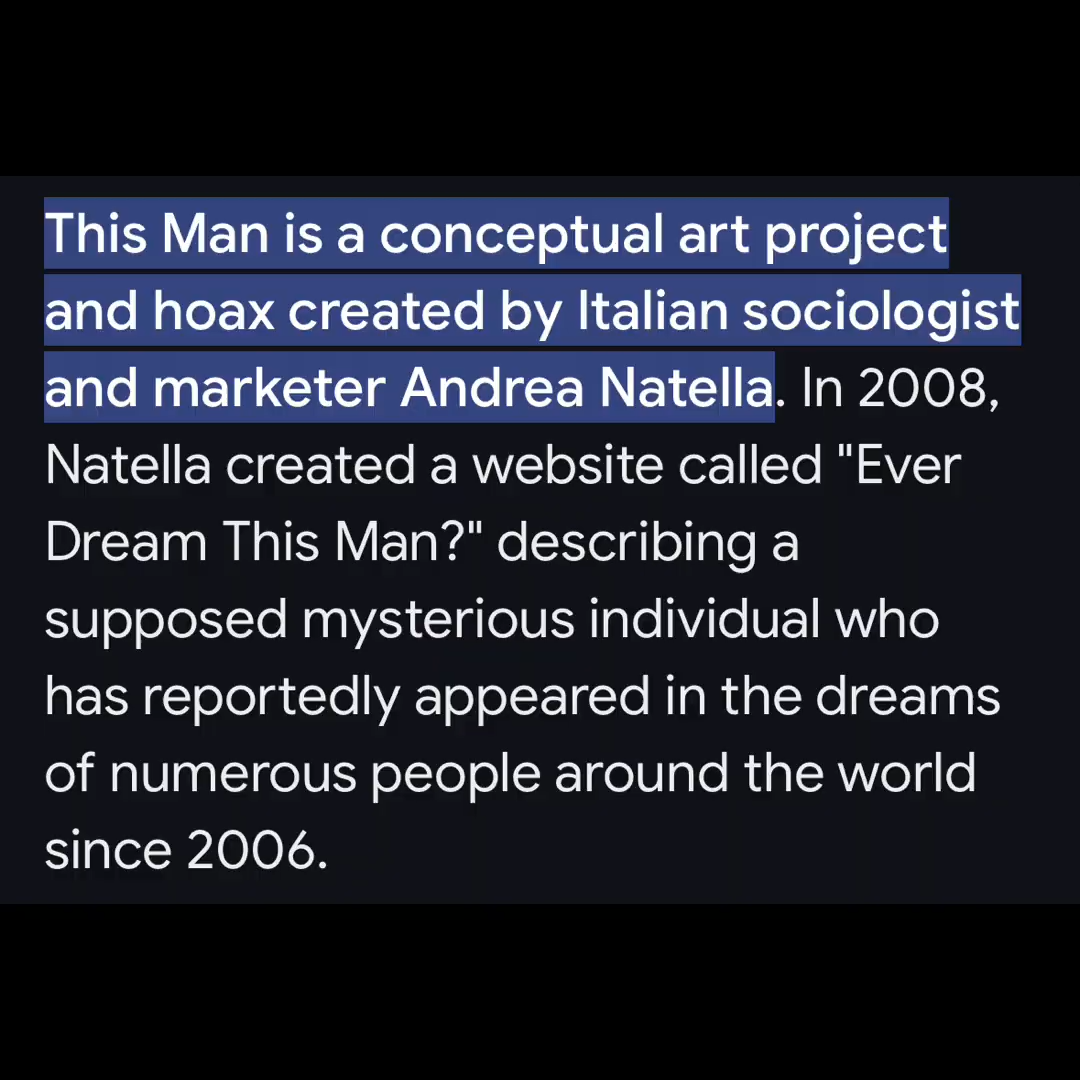 This Man is a conceptual art project
and hoax created by Italian sociologist
and marketer Andrea Natella. In 2008,
Natella created a website called "Ever
Dream This Man?" describing a
supposed mysterious individual who
has reportedly appeared in the dreams
of numerous people around the world
since 2006.